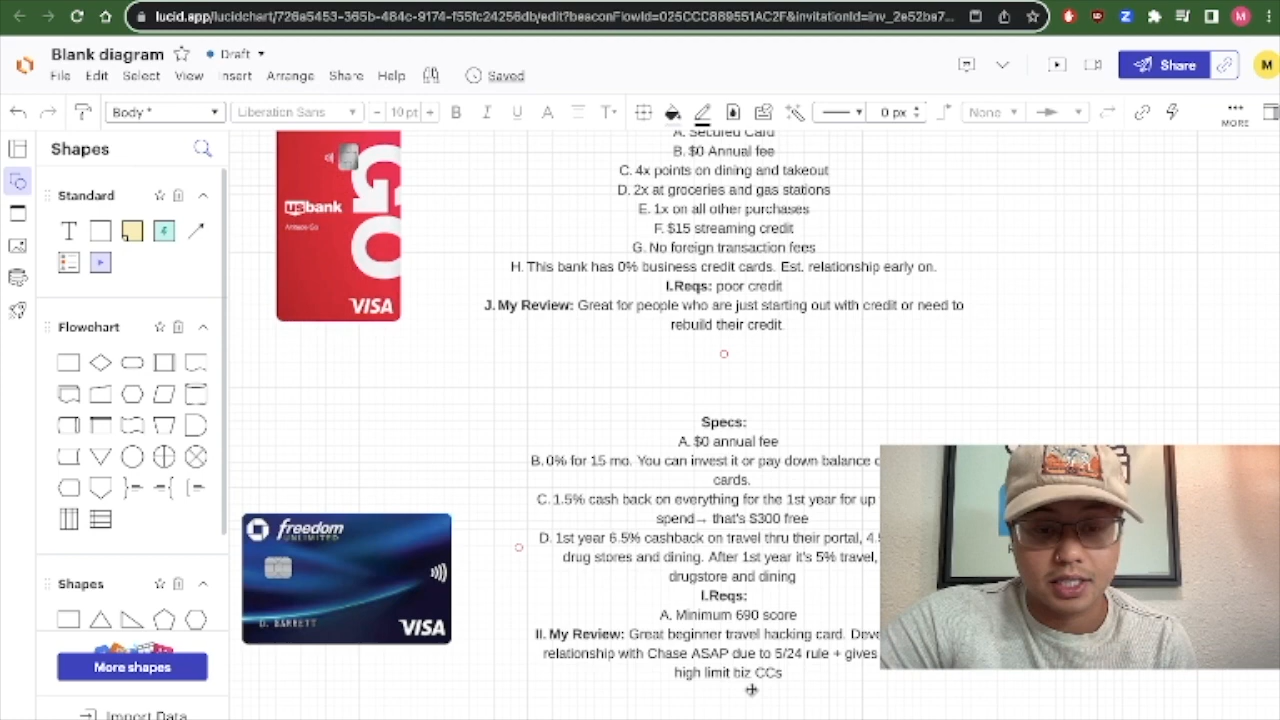 lucid.app/lucidchart/726a5453-365b-484c-9174-f55fc24256db/edit?beaconFlowId=025CCC889551AC2F&invitationId=inv_2e52ba7...
M
Blank diagram
Draft
File Edit Select View Insert Arrange Share Help
Saved
Share
M
Body *
Liberation Sans
10 pt
B I U A T
0 px
None
MORE
Shapes
Standard
T
Flowchart
Shapes
More shapes
Import Data
GO
usbank
Altitude Go
VISA
A. Secured Card
B. $0 Annual fee
C. 4x points on dining and takeout
D. 2x at groceries and gas stations
E. 1x on all other purchases
F. $15 streaming credit
G. No foreign transaction fees
H. This bank has 0% business credit cards. Est. relationship early on.
I.Reqs: poor credit
J. My Review: Great for people who are just starting out with credit or need to
rebuild their credit.
freedom
UNLIMITED
D. BARRETT
VISA
Specs:
A. $0 annual fee
B. 0% for 15 mo. You can invest it or pay down balance
cards.
C. 1.5% cash back on everything for the 1st year for up
spend→ that's $300 free
D. 1st year 6.5% cashback on travel thru their portal,
drug stores and dining. After 1st year it's 5% travel,
drugstore and dining
I.Reqs:
A. Minimum 690 score
II. My Review: Great beginner travel hacking card.
relationship with Chase ASAP due to 5/24 rule + gives
high limit biz CCs